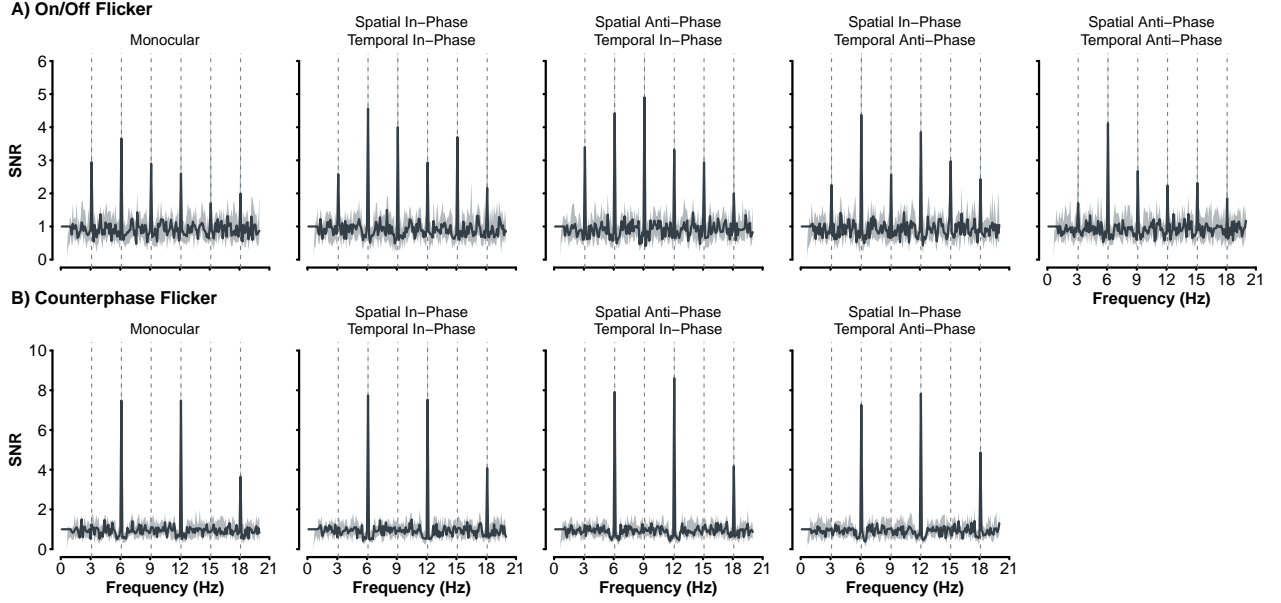 A) On/Off Flicker
Monocular
Spatial In−Phase
Temporal In−Phase
Spatial Anti−Phase
Temporal In−Phase
Spatial In−Phase
Temporal Anti−Phase
Spatial Anti−Phase
Temporal Anti−Phase
SNR
6
5
4
3
2
1
0
0 3 6 9 12 15 18 21
Frequency (Hz)
B) Counterphase Flicker
Monocular
Spatial In−Phase
Temporal In−Phase
Spatial Anti−Phase
Temporal In−Phase
Spatial In−Phase
Temporal Anti−Phase
SNR
10
8
6
4
2
0
0 3 6 9 12 15 18 21
Frequency (Hz)
0 3 6 9 12 15 18 21
Frequency (Hz)
0 3 6 9 12 15 18 21
Frequency (Hz)
0 3 6 9 12 15 18 21
Frequency (Hz)